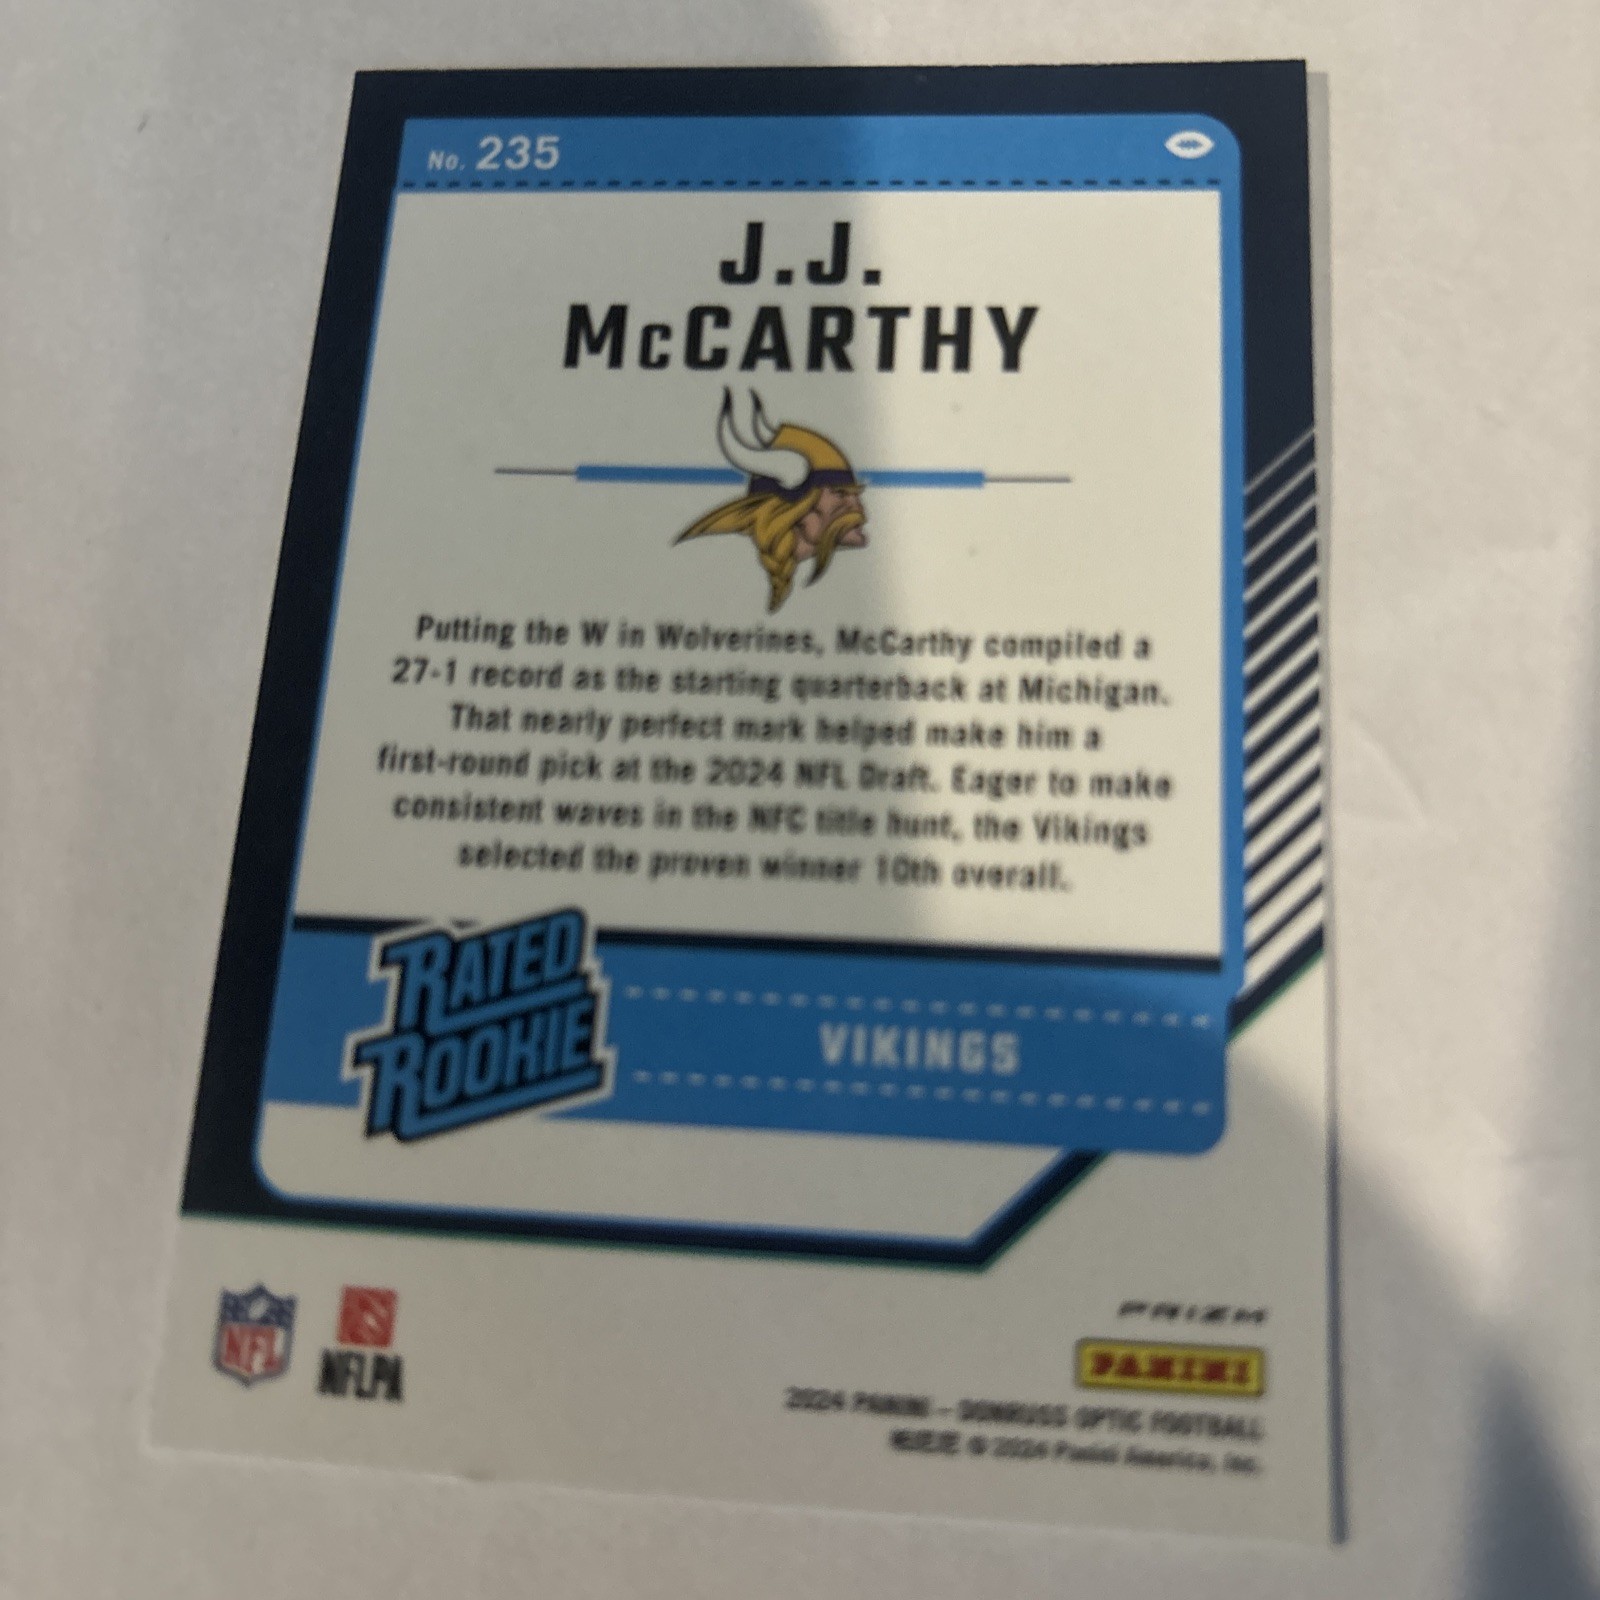 No. 235
J.J.
McCARTHY
Putting the W in Wolverines, McCarthy compiled a
27-1 record as the starting quarterback at Michigan.
That nearly perfect mark helped make him a
first-round pick at the 2024 NFL Draft. Eager to make
consistent waves in the NFC title hunt, the Vikings
selected the proven winner 10th overall.
RATED
ROOKIE
VIKINGS
NFL
NFLPA
PRIZM
PANINI
2024 PANINI – DONRUSS OPTIC FOOTBALL
© 2024 Panini America, Inc.